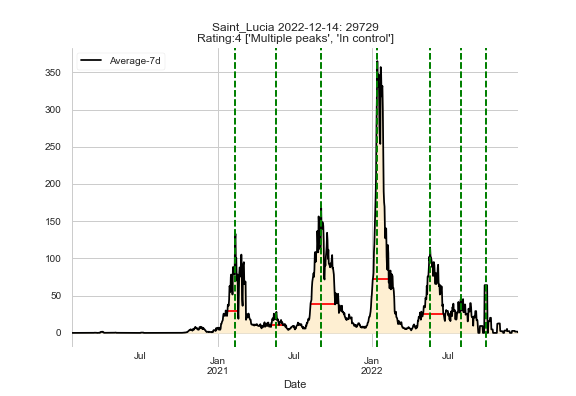 Saint_Lucia 2022-12-14: 29729
Rating:4 ['Multiple peaks', 'In control']
Average-7d
350
300
250
200
150
100
50
0
Jul
Jan
2021
Jul
Jan
2022
Jul
Date